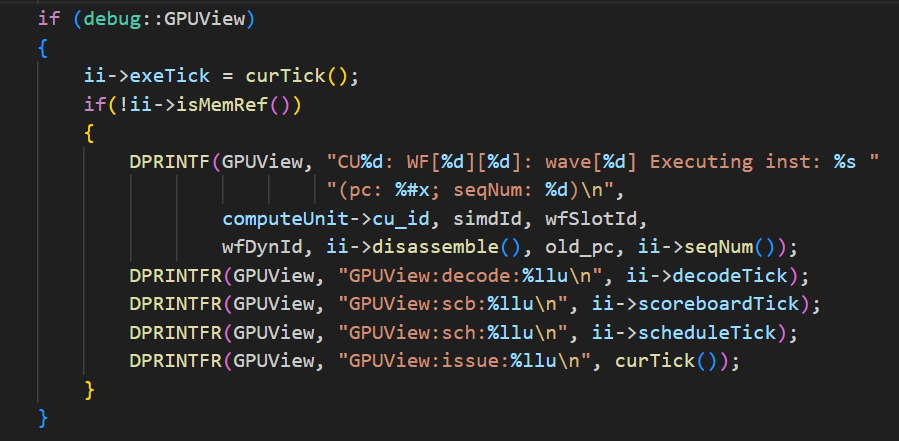 if (debug::GPUView)
{
    ii->exeTick = curTick();
    if(!ii->isMemRef())
    {
        DPRINTF(GPUView, "CU%d: WF[%d][%d]: wave[%d] Executing inst: %s "
                         "(pc: %#x; seqNum: %d)\n",
                computeUnit->cu_id, simdId, wfSlotId,
                wfDynId, ii->disassemble(), old_pc, ii->seqNum());
        DPRINTFR(GPUView, "GPUView:decode:%llu\n", ii->decodeTick);
        DPRINTFR(GPUView, "GPUView:scb:%llu\n", ii->scoreboardTick);
        DPRINTFR(GPUView, "GPUView:sch:%llu\n", ii->scheduleTick);
        DPRINTFR(GPUView, "GPUView:issue:%llu\n", curTick());
    }
}